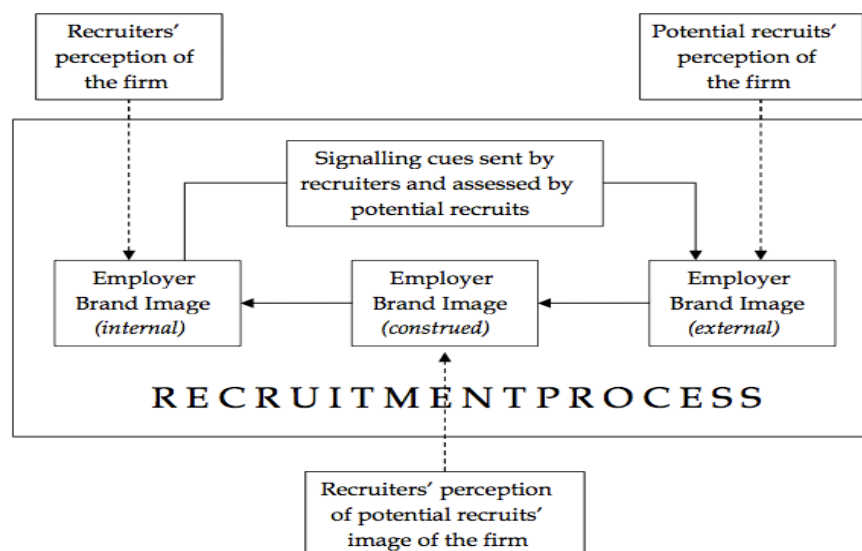 Recruiters' perception of the firm
Potential recruits' perception of the firm
Signalling cues sent by
recruiters and assessed by
potential recruits
Employer
Brand Image
(internal)
Employer
Brand Image
(construed)
Employer
Brand Image
(external)
RECRUITMENTPROCESS
Recruiters' perception
of potential recruits'
image of the firm